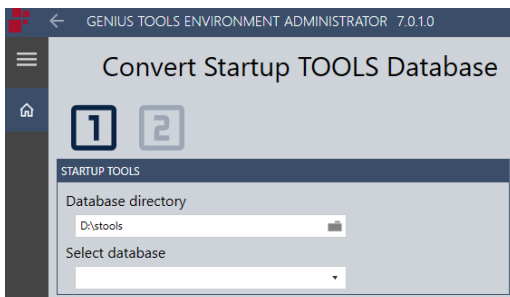 GENIUS TOOLS ENVIRONMENT ADMINISTRATOR 7.0.1.0
Convert Startup TOOLS Database
1 2
STARTUP TOOLS
Database directory
D:\stools
Select database